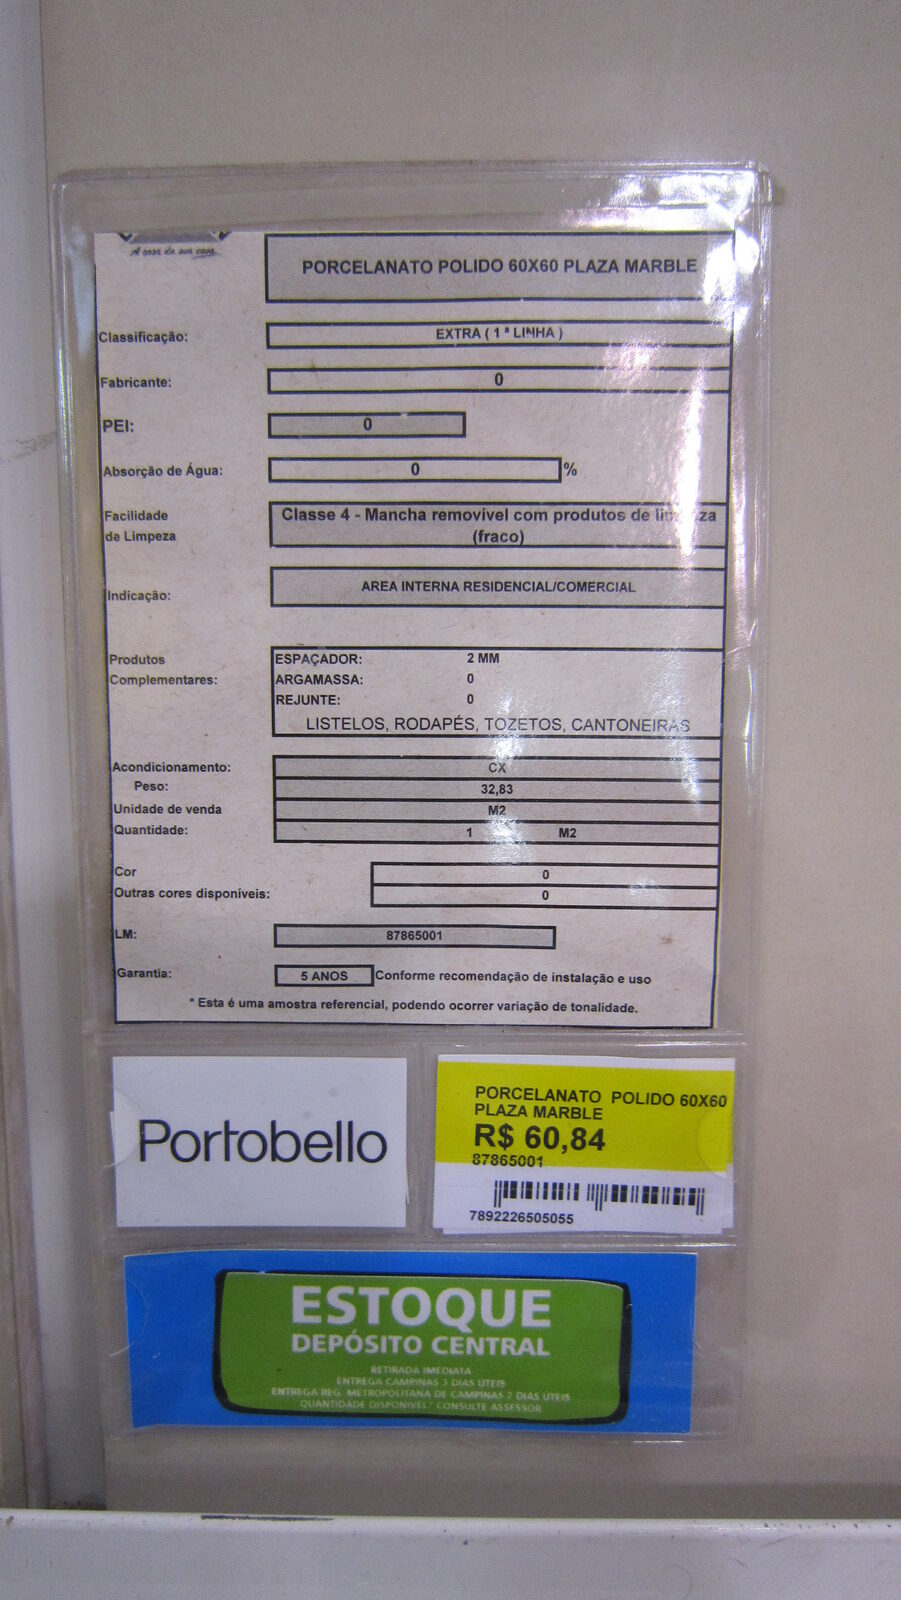 A casa da sua casa.
PORCELANATO POLIDO 60X60 PLAZA MARBLE
Classificação: EXTRA ( 1 ª LINHA )
Fabricante: 0
PEI: 0
Absorção de Água: 0 %
Facilidade de Limpeza Classe 4 - Mancha removível com produtos de limpeza
(fraco)
Indicação: AREA INTERNA RESIDENCIAL/COMERCIAL
Produtos Complementares:
ESPAÇADOR: 2 MM
ARGAMASSA: 0
REJUNTE: 0
LISTELOS, RODAPÉS, TOZETOS, CANTONEIRAS
Acondicionamento: CX
Peso: 32,83
Unidade de venda M2
Quantidade: 1 M2
Cor 0
Outras cores disponíveis: 0
LM: 87865001
Garantia: 5 ANOS Conforme recomendação de instalação e uso
* Esta é uma amostra referencial, podendo ocorrer variação de tonalidade.
Portobello
PORCELANATO POLIDO 60X60
PLAZA MARBLE
R$ 60,84
87865001
7892226505055
ESTOQUE
DEPÓSITO CENTRAL
RETIRADA IMEDIATA
ENTREGA CAMPINAS 3 DIAS ÚTEIS
ENTREGA REG. METROPOLITANA DE CAMPINAS 7 DIAS ÚTEIS
QUANTIDADE DISPONÍVEL* CONSULTE ASSESSOR